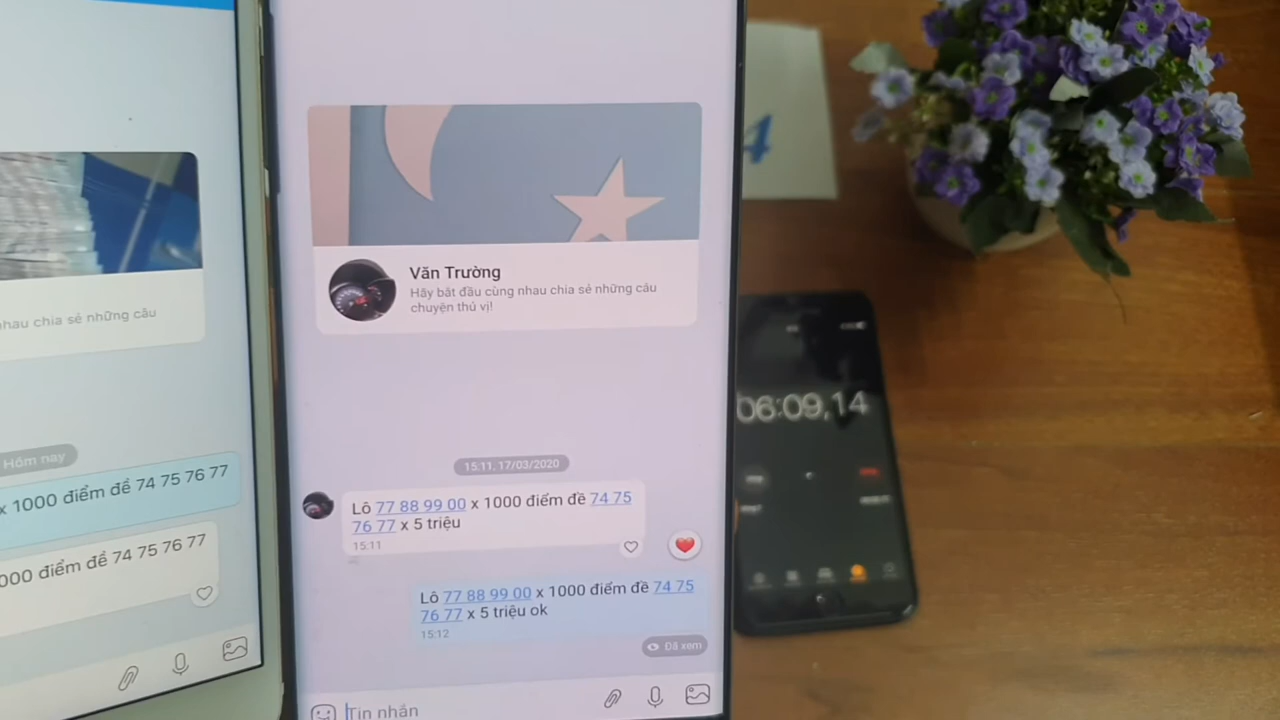 nhau chia sẻ những câu
Hôm nay
x 1000 điểm đề 74 75 76 77
000 điểm đề 74 75 76 77
Văn Trường
Hãy bắt đầu cùng nhau chia sẻ những câu
chuyện thú vị!
15:11, 17/03/2020
Lô 77 88 99 00 x 1000 điểm đề 74 75
76 77 x 5 triệu
15:11
Lô 77 88 99 00 x 1000 điểm đề 74 75
76 77 x 5 triệu ok
15:12
Đã xem
Tin nhắn
4
06:09,14